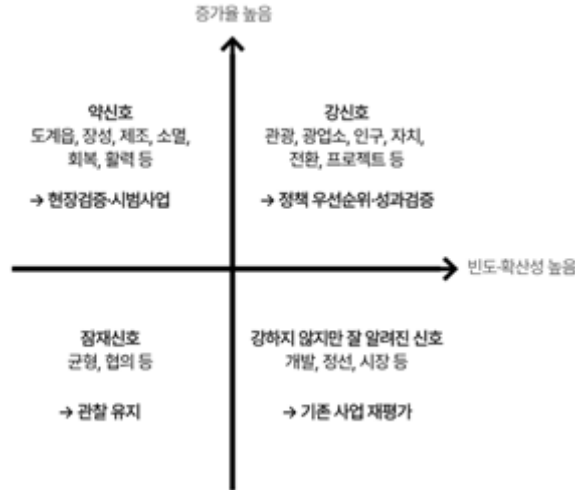 증가율 높음
약신호
도계읍, 장성, 제조, 소멸,
회복, 활력 등
→ 현장검증·시범사업
강신호
관광, 광업소, 인구, 자치,
전환, 프로젝트 등
→ 정책 우선순위·성과검증
빈도·확산성 높음
잠재신호
균형, 협의 등
→ 관찰 유지
강하지 않지만 잘 알려진 신호
개발, 정선, 시장 등
→ 기존 사업 재평가